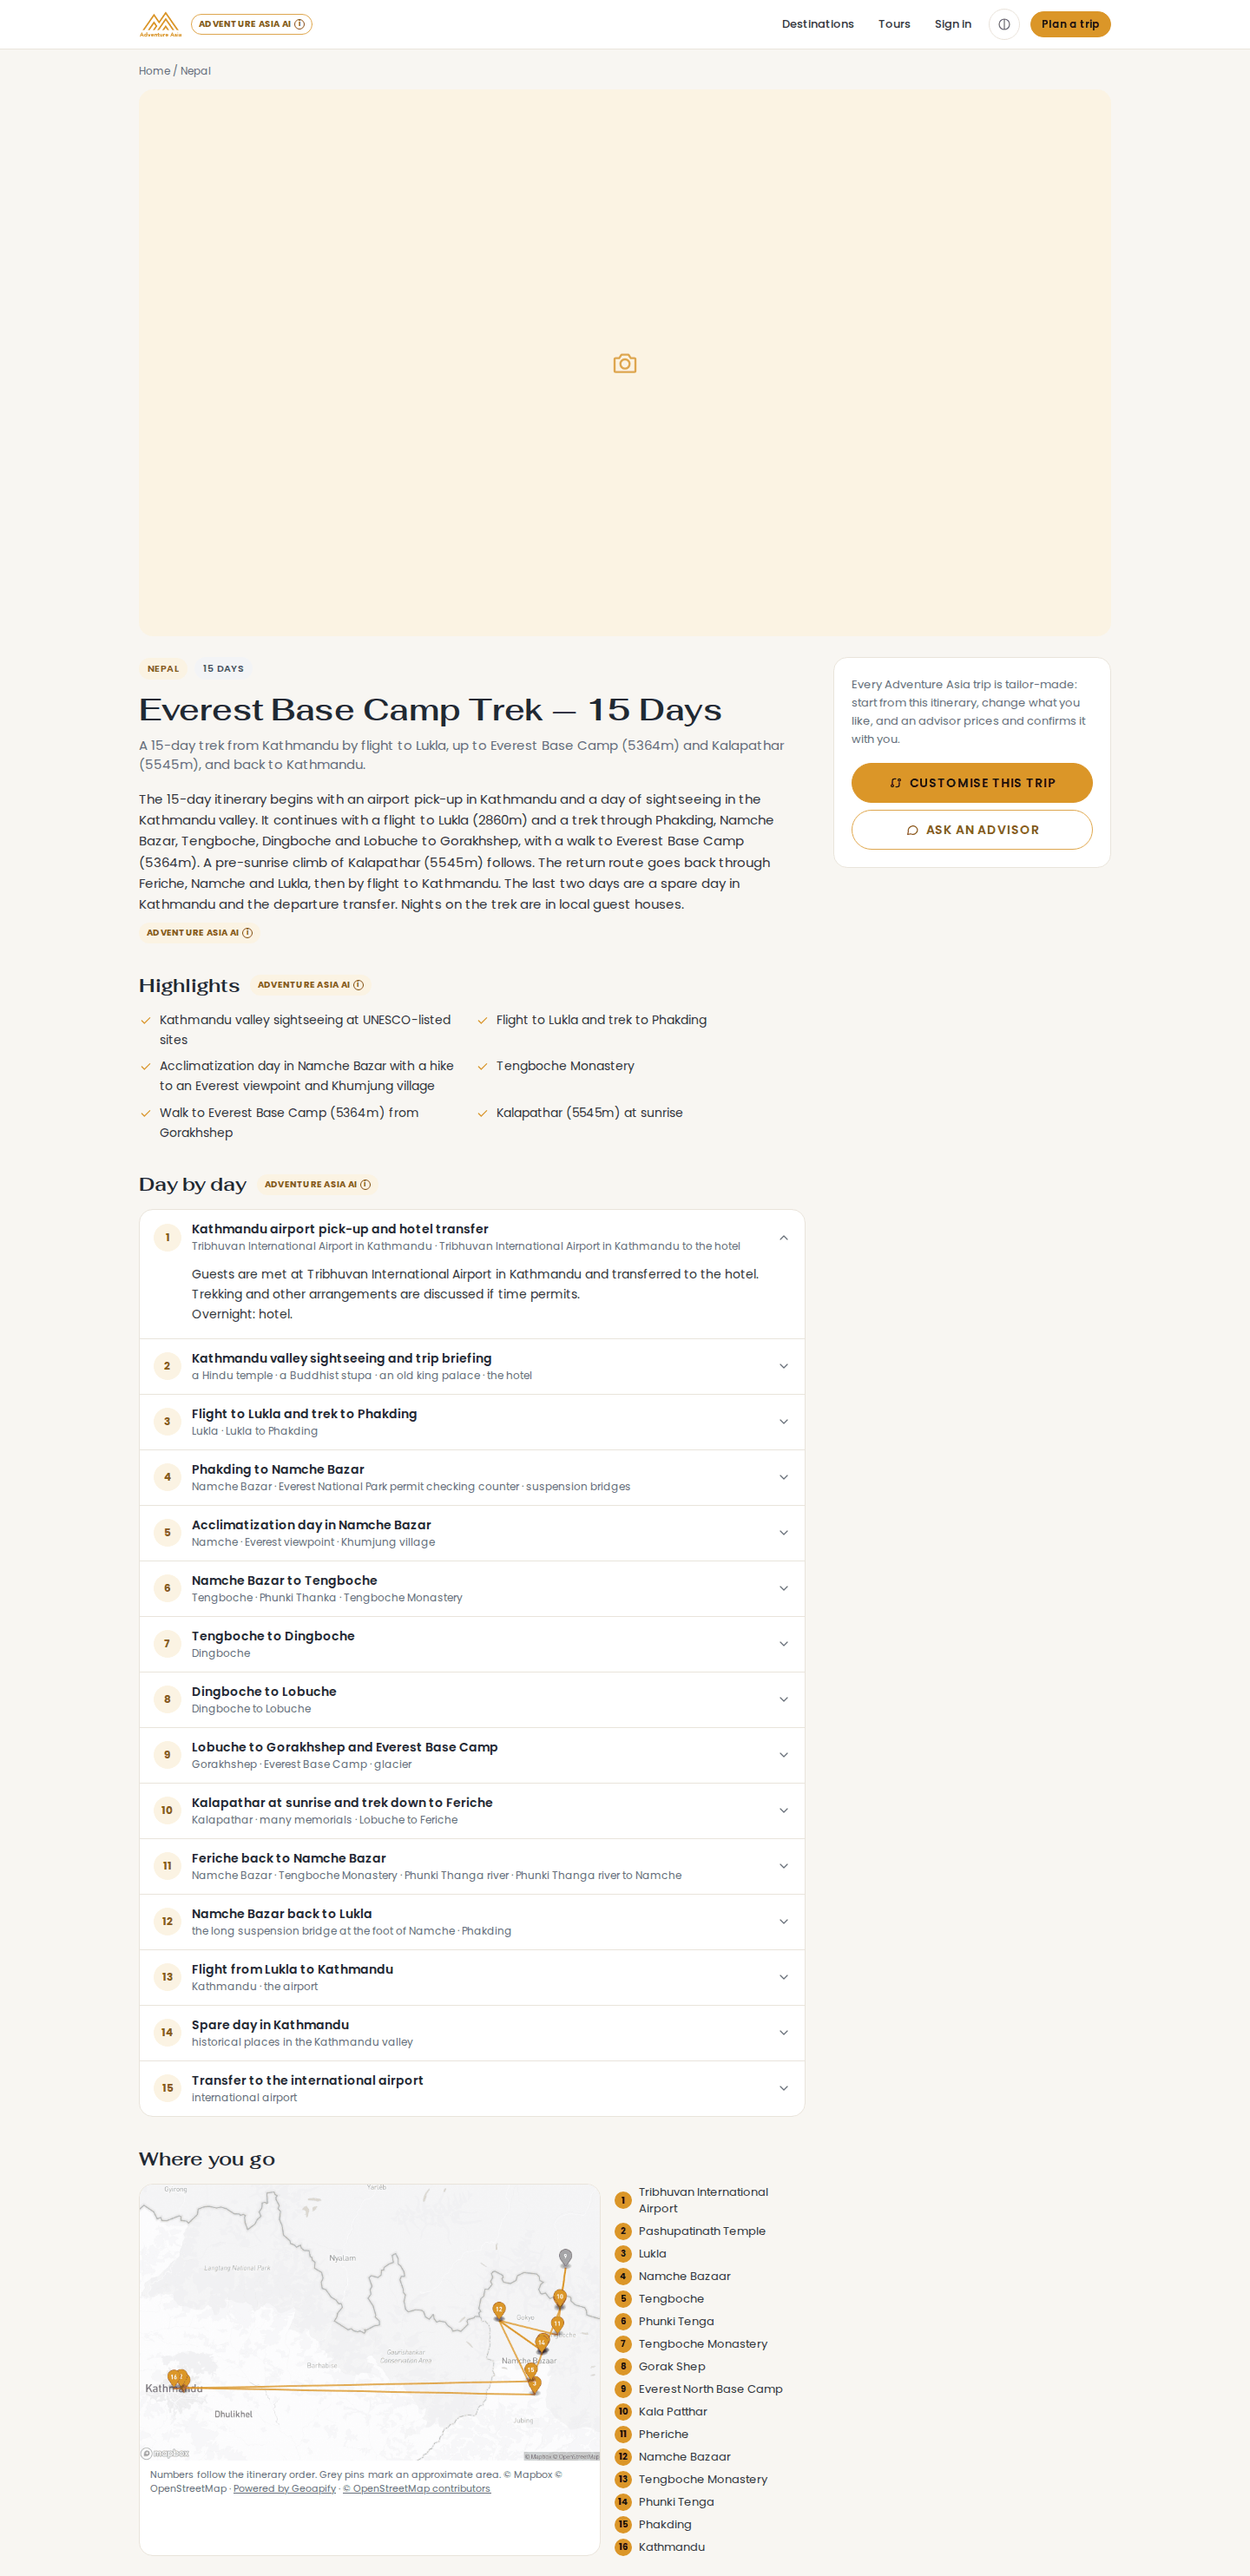 Adventure Asia
ADVENTURE ASIA AI
Destinations
Tours
Sign in
Plan a trip
Home / Nepal
NEPAL
15 DAYS
Everest Base Camp Trek — 15 Days
A 15-day trek from Kathmandu by flight to Lukla, up to Everest Base Camp (5364m) and Kalapathar
(5545m), and back to Kathmandu.
The 15-day itinerary begins with an airport pick-up in Kathmandu and a day of sightseeing in the
Kathmandu valley. It continues with a flight to Lukla (2860m) and a trek through Phakding, Namche
Bazar, Tengboche, Dingboche and Lobuche to Gorakhshep, with a walk to Everest Base Camp
(5364m). A pre-sunrise climb of Kalapathar (5545m) follows. The return route goes back through
Feriche, Namche and Lukla, then by flight to Kathmandu. The last two days are a spare day in
Kathmandu and the departure transfer. Nights on the trek are in local guest houses.
ADVENTURE ASIA AI
Every Adventure Asia trip is tailor-made:
start from this itinerary, change what you
like, and an advisor prices and confirms it
with you.
CUSTOMISE THIS TRIP
ASK AN ADVISOR
Highlights
ADVENTURE ASIA AI
Kathmandu valley sightseeing at UNESCO-listed
sites
Flight to Lukla and trek to Phakding
Acclimatization day in Namche Bazar with a hike
to an Everest viewpoint and Khumjung village
Tengboche Monastery
Walk to Everest Base Camp (5364m) from
Gorakhshep
Kalapathar (5545m) at sunrise
Day by day
ADVENTURE ASIA AI
1
Kathmandu airport pick-up and hotel transfer
Tribhuvan International Airport in Kathmandu · Tribhuvan International Airport in Kathmandu to the hotel
Guests are met at Tribhuvan International Airport in Kathmandu and transferred to the hotel.
Trekking and other arrangements are discussed if time permits.
Overnight: hotel.
2
Kathmandu valley sightseeing and trip briefing
a Hindu temple · a Buddhist stupa · an old king palace · the hotel
3
Flight to Lukla and trek to Phakding
Lukla · Lukla to Phakding
4
Phakding to Namche Bazar
Namche Bazar · Everest National Park permit checking counter · suspension bridges
5
Acclimatization day in Namche Bazar
Namche · Everest viewpoint · Khumjung village
6
Namche Bazar to Tengboche
Tengboche · Phunki Thanka · Tengboche Monastery
7
Tengboche to Dingboche
Dingboche
8
Dingboche to Lobuche
Dingboche to Lobuche
9
Lobuche to Gorakhshep and Everest Base Camp
Gorakhshep · Everest Base Camp · glacier
10
Kalapathar at sunrise and trek down to Feriche
Kalapathar · many memorials · Lobuche to Feriche
11
Feriche back to Namche Bazar
Namche Bazar · Tengboche Monastery · Phunki Thanga river · Phunki Thanga river to Namche
12
Namche Bazar back to Lukla
the long suspension bridge at the foot of Namche · Phakding
13
Flight from Lukla to Kathmandu
Kathmandu · the airport
14
Spare day in Kathmandu
historical places in the Kathmandu valley
15
Transfer to the international airport
international airport
Where you go
Nyalam
Langtang National Park
Gokyo
Gaurishankar
Conservation Area
Barhabise
Namche Bazaar
Kathmandu
Dhulikhel
Jubing
9
10
12
11
14
15
3
16
mapbox
© Mapbox © OpenStreetMap
Numbers follow the itinerary order. Grey pins mark an approximate area. © Mapbox ©
OpenStreetMap · Powered by Geoapify · © OpenStreetMap contributors
1 Tribhuvan International
Airport
2 Pashupatinath Temple
3 Lukla
4 Namche Bazaar
5 Tengboche
6 Phunki Tenga
7 Tengboche Monastery
8 Gorak Shep
9 Everest North Base Camp
10 Kala Patthar
11 Pheriche
12 Namche Bazaar
13 Tengboche Monastery
14 Phunki Tenga
15 Phakding
16 Kathmandu